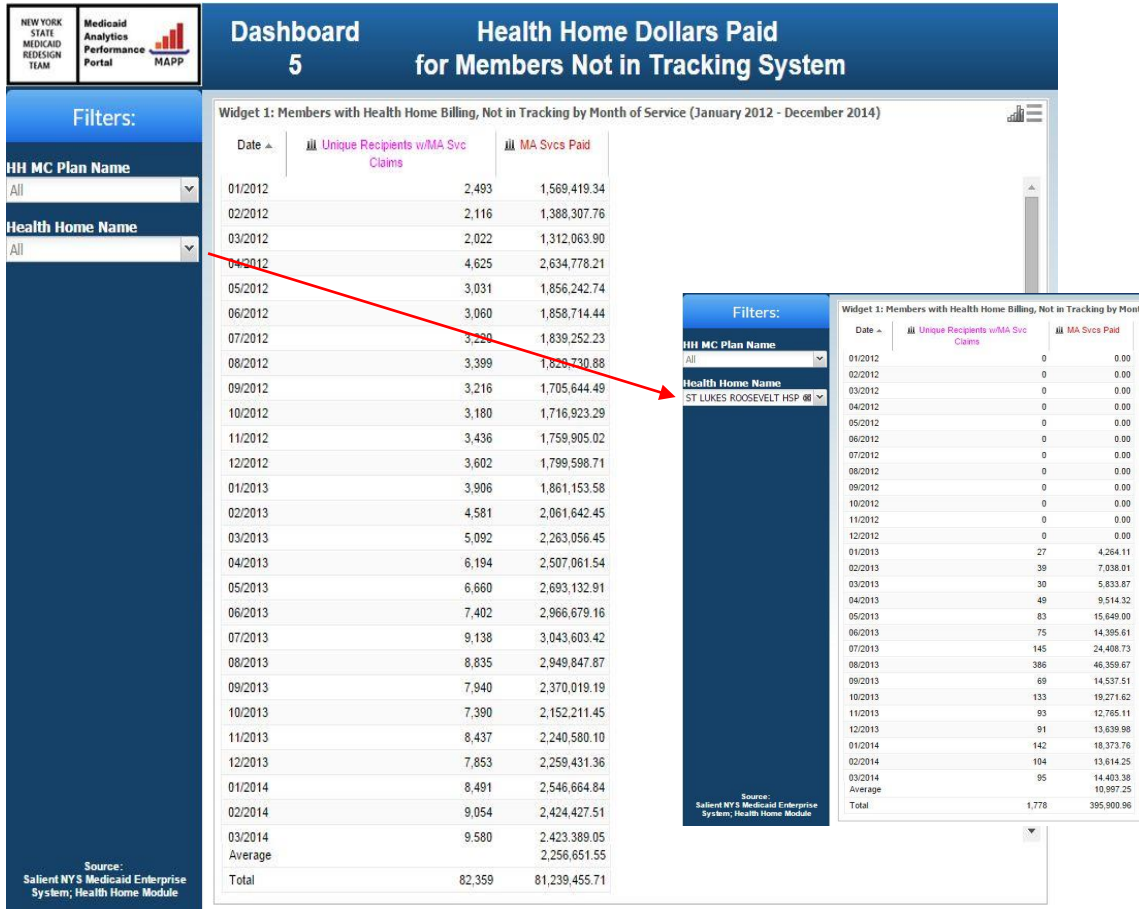 NEW YORK
STATE
MEDICAID
REDESIGN
TEAM
Medicaid
Analytics
Performance
Portal MAPP
Dashboard
5
Health Home Dollars Paid
for Members Not in Tracking System
Filters:
HH MC Plan Name
All
Health Home Name
All
Source:
Salient NYS Medicaid Enterprise
System; Health Home Module
Widget 1: Members with Health Home Billing, Not in Tracking by Month of Service (January 2012 - December 2014)
Date Unique Recipients w/MA Svc Claims MA Svcs Paid
01/2012 2,493 1,569,419.34
02/2012 2,116 1,388,307.76
03/2012 2,022 1,312,063.90
04/2012 4,625 2,634,778.21
05/2012 3,031 1,856,242.74
06/2012 3,060 1,858,714.44
07/2012 3,220 1,839,252.23
08/2012 3,399 1,828,730.88
09/2012 3,216 1,705,644.49
10/2012 3,180 1,716,923.29
11/2012 3,436 1,759,905.02
12/2012 3,602 1,799,598.71
01/2013 3,906 1,861,153.58
02/2013 4,581 2,061,642.45
03/2013 5,092 2,263,056.45
04/2013 6,194 2,507,061.54
05/2013 6,660 2,693,132.91
06/2013 7,402 2,966,679.16
07/2013 9,138 3,043,603.42
08/2013 8,835 2,949,847.87
09/2013 7,940 2,370,019.19
10/2013 7,390 2,152,211.45
11/2013 8,437 2,240,580.10
12/2013 7,853 2,259,431.36
01/2014 8,491 2,546,664.84
02/2014 9,054 2,424,427.51
03/2014 9.580 2.423.389.05
Average 2,256,651.55
Total 82,359 81,239,455.71
Filters:
HH MC Plan Name
All
Health Home Name
ST LUKES ROOSEVELT HSP
Source:
Salient NYS Medicaid Enterprise
System; Health Home Module
Widget 1: Members with Health Home Billing, Not in Tracking by Mont
Date Unique Recipients w/MA Svc Claims MA Svcs Paid
01/2012 0 0.00
02/2012 0 0.00
03/2012 0 0.00
04/2012 0 0.00
05/2012 0 0.00
06/2012 0 0.00
07/2012 0 0.00
08/2012 0 0.00
09/2012 0 0.00
10/2012 0 0.00
11/2012 0 0.00
12/2012 0 0.00
01/2013 27 4,264.11
02/2013 39 7,038.01
03/2013 30 5,833.87
04/2013 49 9,514.32
05/2013 83 15,649.00
06/2013 75 14,395.61
07/2013 145 24,408.73
08/2013 386 46,359.67
09/2013 69 14,537.51
10/2013 133 19,271.62
11/2013 93 12,765.11
12/2013 91 13,639.98
01/2014 142 18,373.76
02/2014 104 13,614.25
03/2014 95 14.403.38
Average 10,997.25
Total 1,778 395,900.96